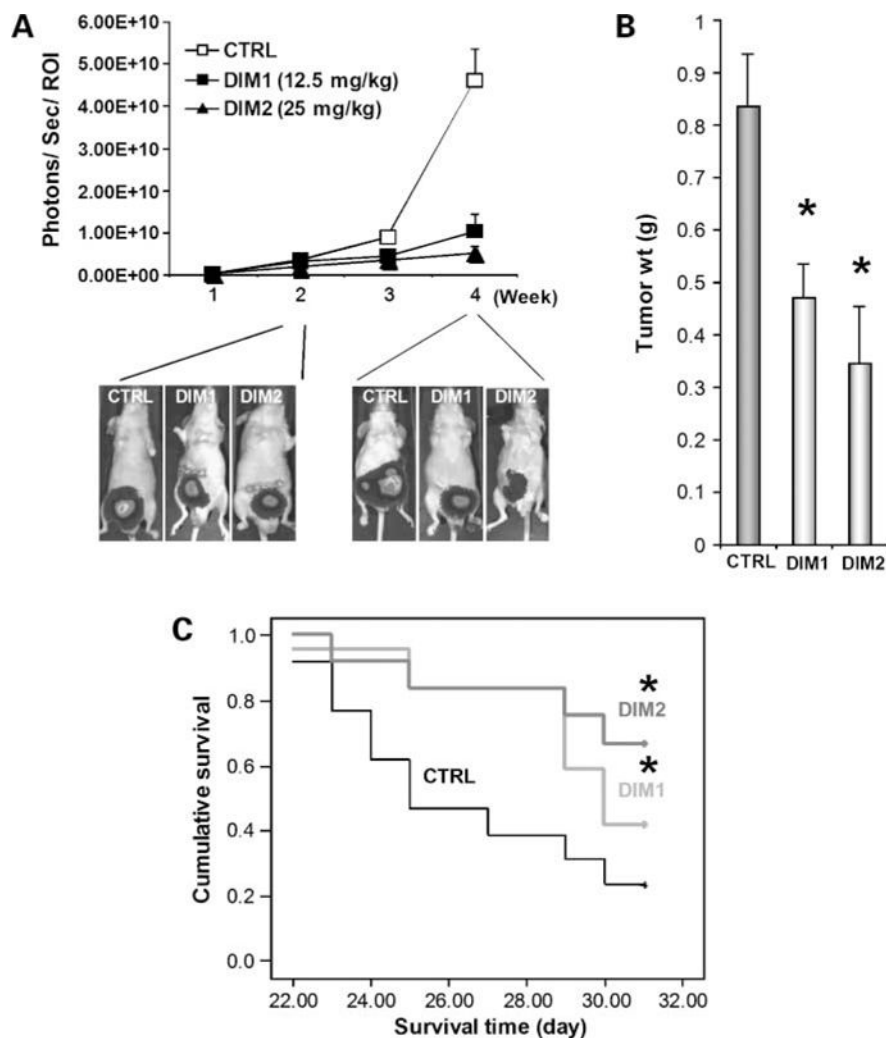 A
Photons/ Sec/ ROI
6.00E+10
5.00E+10
4.00E+10
3.00E+10
2.00E+10
1.00E+10
0.00E+00
CTRL
DIM1 (12.5 mg/kg)
DIM2 (25 mg/kg)
1 2 3 4 (Week)
CTRL DIM1 DIM2
CTRL DIM1 DIM2
B
Tumor wt (g)
1
0.9
0.8
0.7
0.6
0.5
0.4
0.3
0.2
0.1
0
*
*
CTRL DIM1 DIM2
C
Cumulative survival
1.0
0.8
0.6
0.4
0.2
0.0
*
DIM2
*
DIM1
CTRL
22.00 24.00 26.00 28.00 30.00 32.00
Survival time (day)